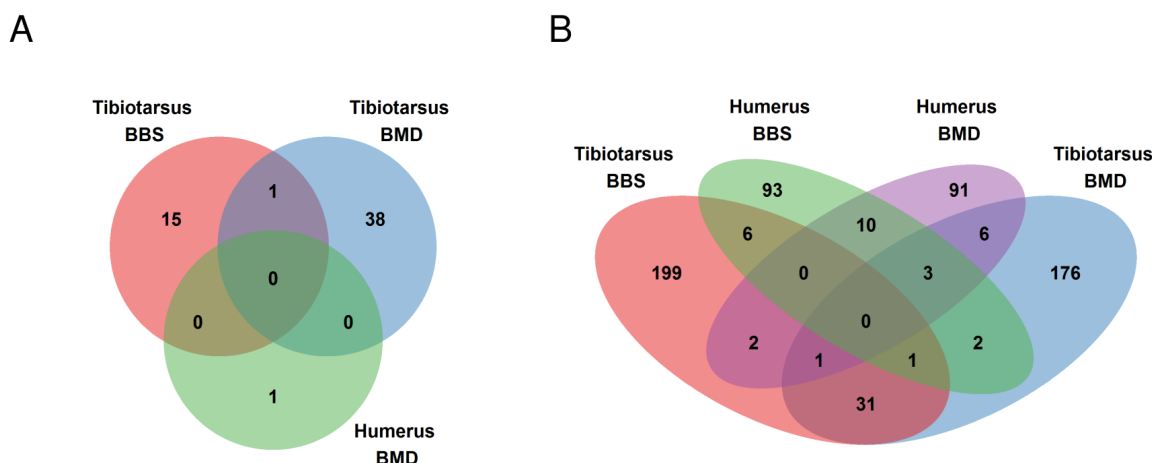 A
Tibiotarsus
BBS
Tibiotarsus
BMD
1
15
38
0
0
0
1
Humerus
BMD
B
Humerus
BBS
Humerus
BMD
Tibiotarsus
BBS
Tibiotarsus
BMD
93
91
10
6
6
199
0
3
176
0
2
2
1
1
31